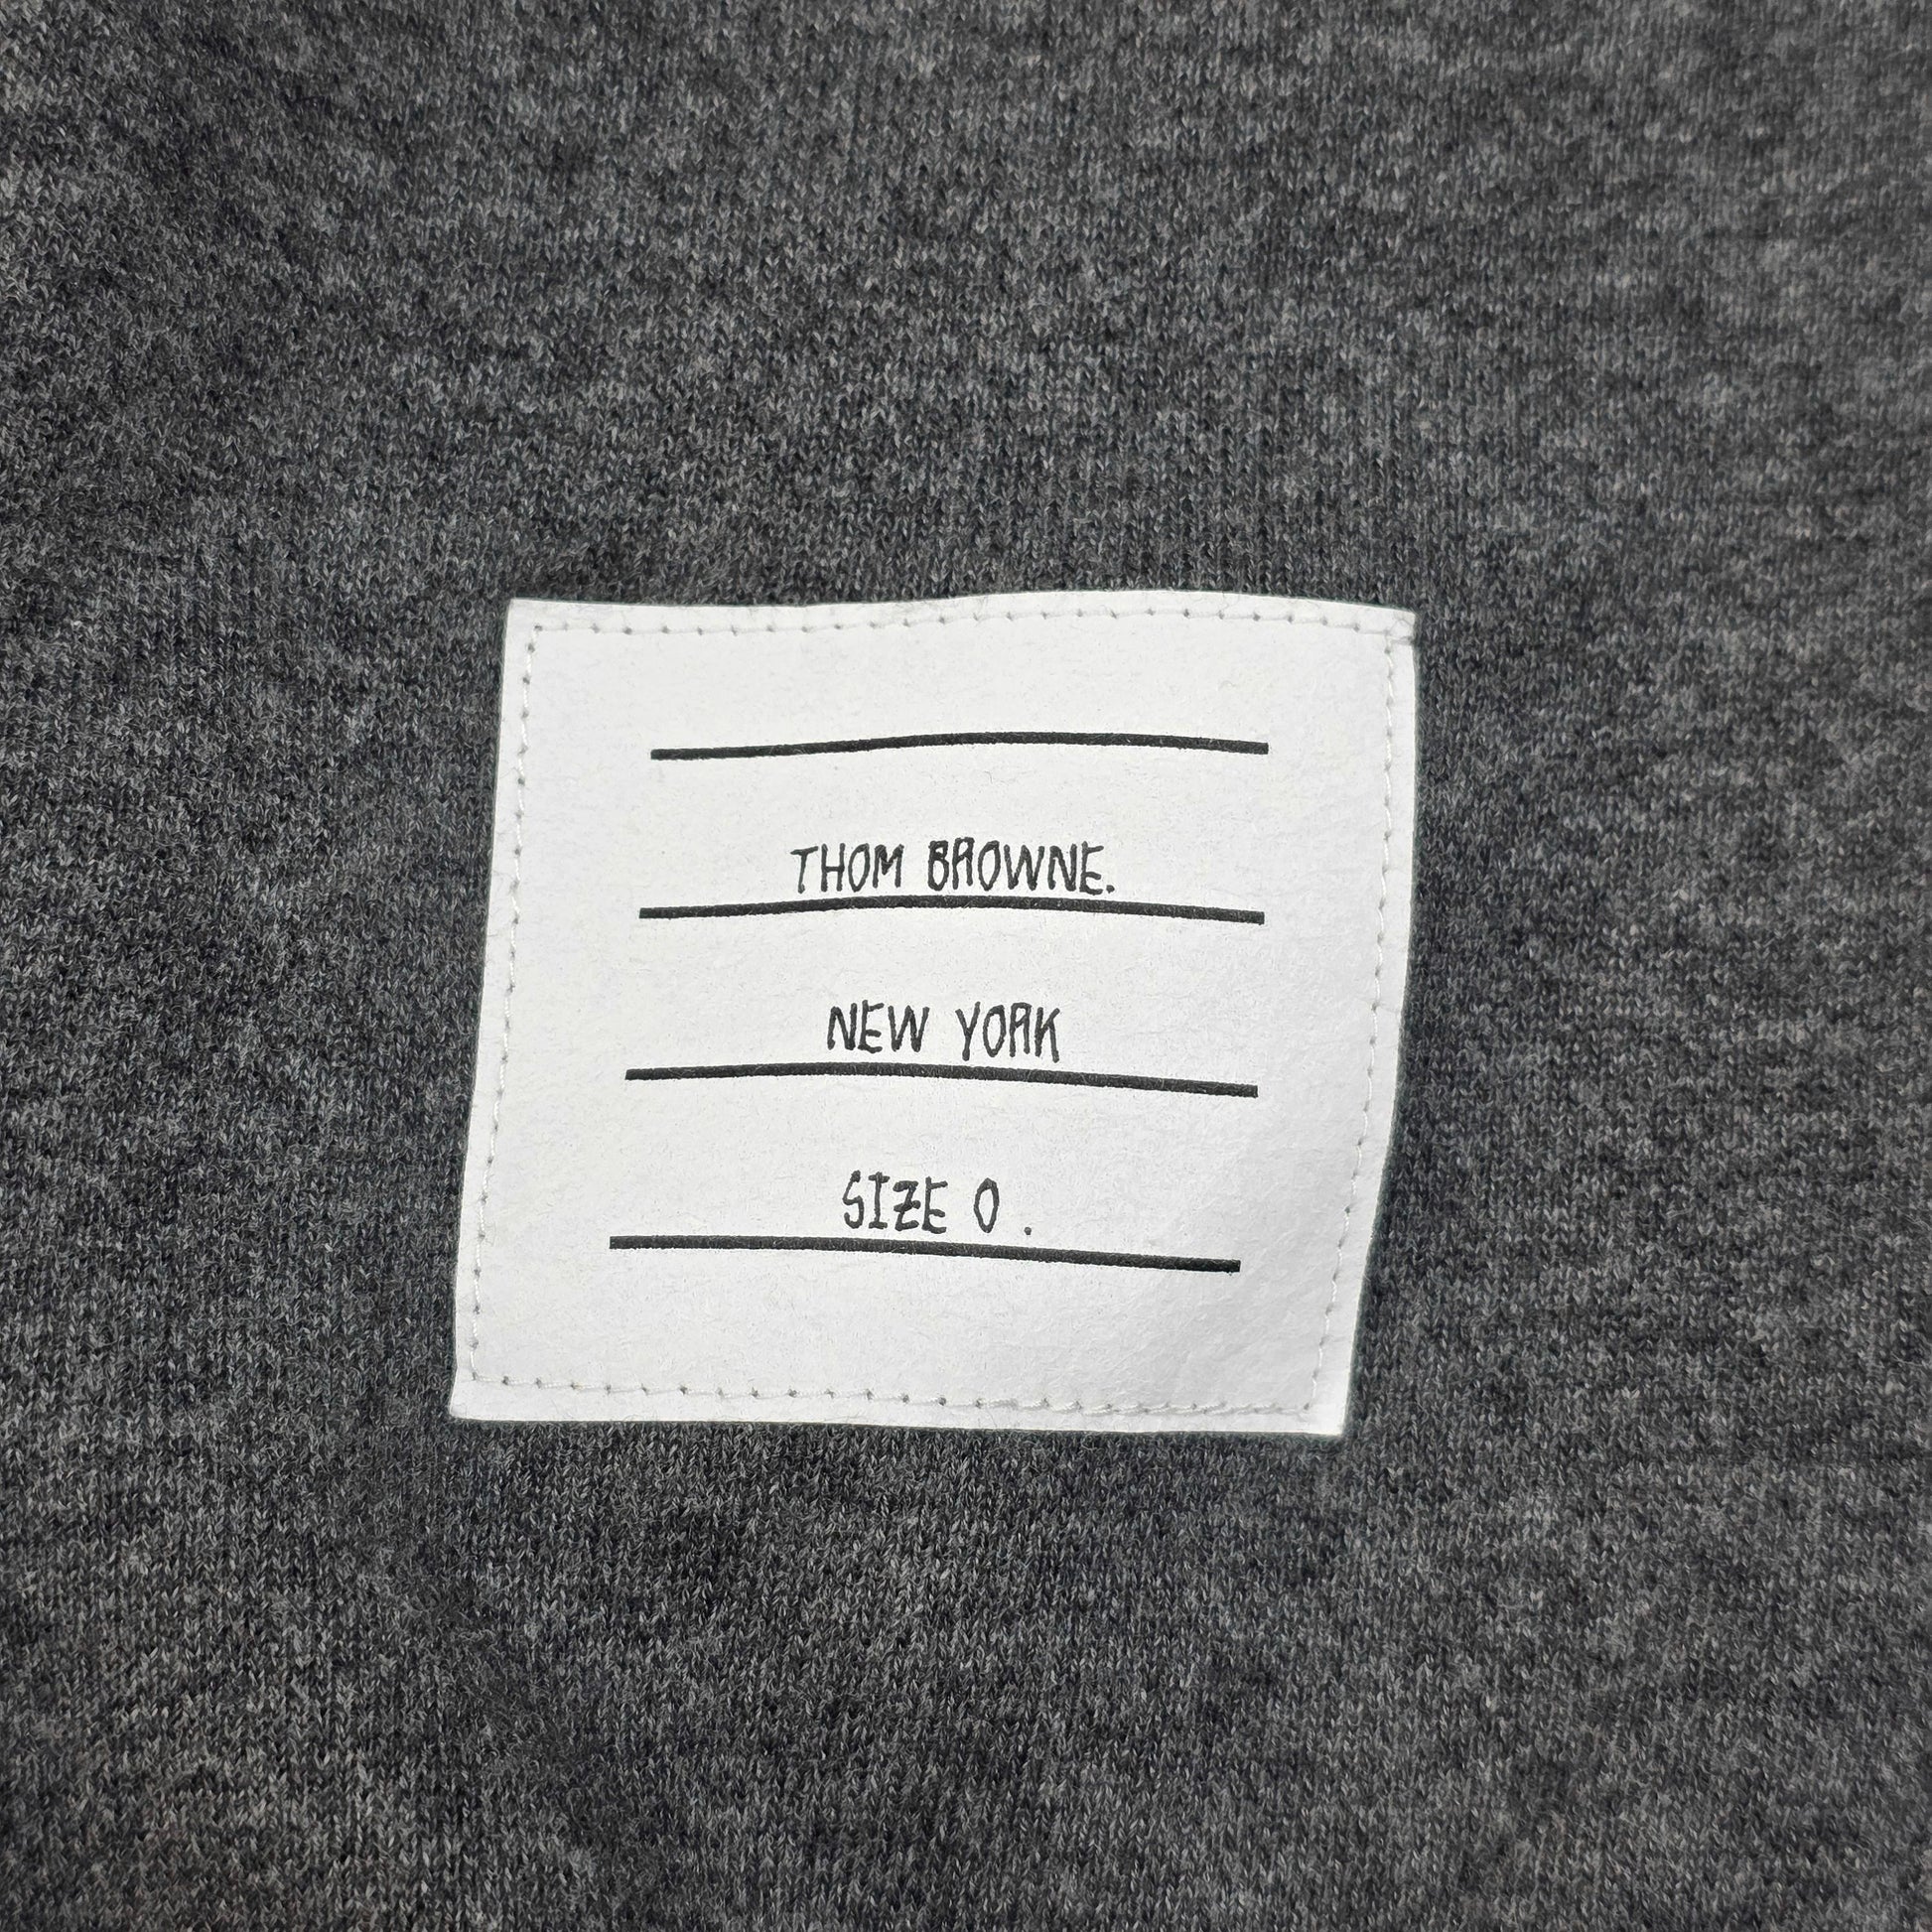 THOM BROWNE.
NEW YORK
SIZE 0.